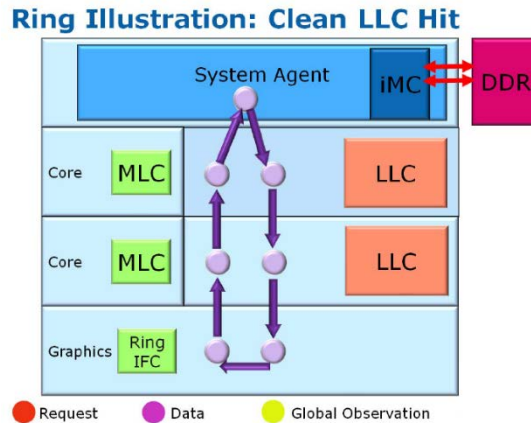 Ring Illustration: Clean LLC Hit
System Agent
iMC
DDR
Core
MLC
LLC
Core
MLC
LLC
Graphics
Ring
IFC
Request
Data
Global Observation